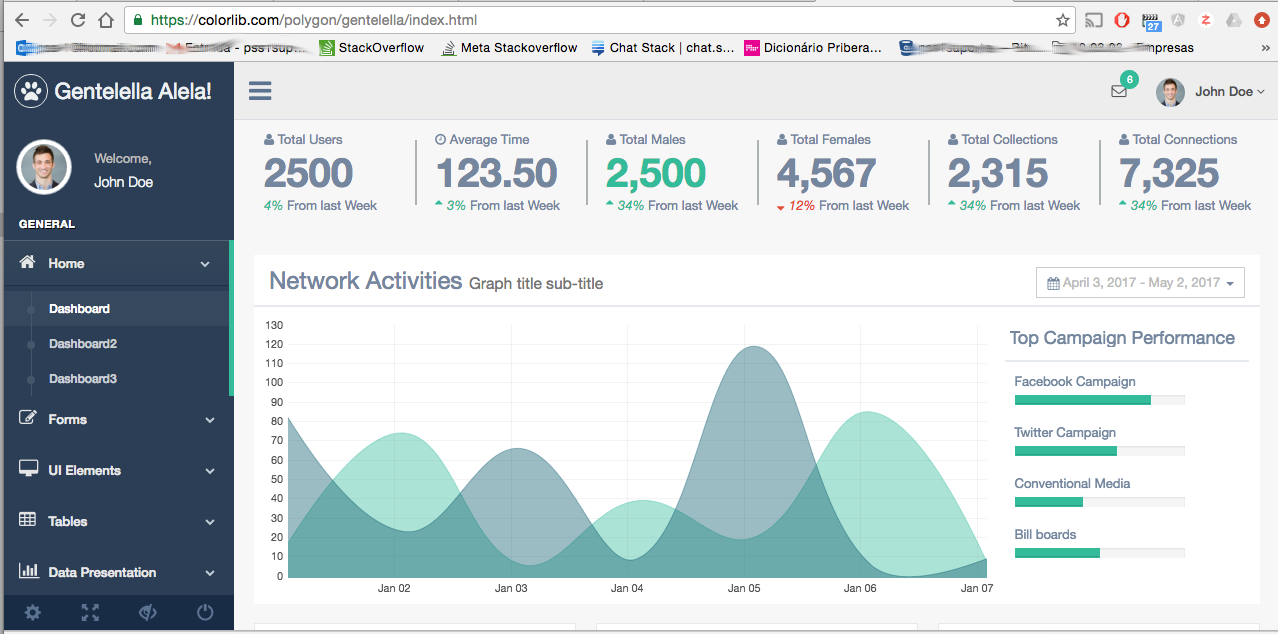 https://colorlib.com/polygon/gentelella/index.html
27
StackOverflow Meta Stackoverflow Chat Stack | chat.s... Dicionário Pribera... Empresas »
Gentelella Alela!
6
John Doe
Welcome,
John Doe
GENERAL
Home
Dashboard
Dashboard2
Dashboard3
Forms
UI Elements
Tables
Data Presentation
Total Users
2500
4% From last Week
Average Time
123.50
3% From last Week
Total Males
2,500
34% From last Week
Total Females
4,567
12% From last Week
Total Collections
2,315
34% From last Week
Total Connections
7,325
34% From last Week
Network Activities Graph title sub-title
April 3, 2017 - May 2, 2017
130
120
110
100
90
80
70
60
50
40
30
20
10
0
Jan 02 Jan 03 Jan 04 Jan 05 Jan 06 Jan 07
Top Campaign Performance
Facebook Campaign
Twitter Campaign
Conventional Media
Bill boards